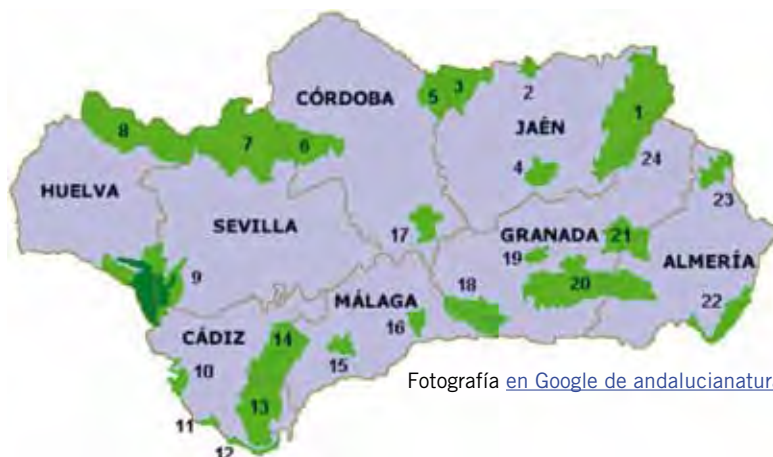 CÓRDOBA
5 3 2
JAÉN
1
8 7 6
4
24
HUELVA
23
SEVILLA
17
GRANADA
21
19
ALMERÍA
9
18
20
MÁLAGA
22
CÁDIZ
14
16
15
10
Fotografía en Google de andalucianatur
13
11
12